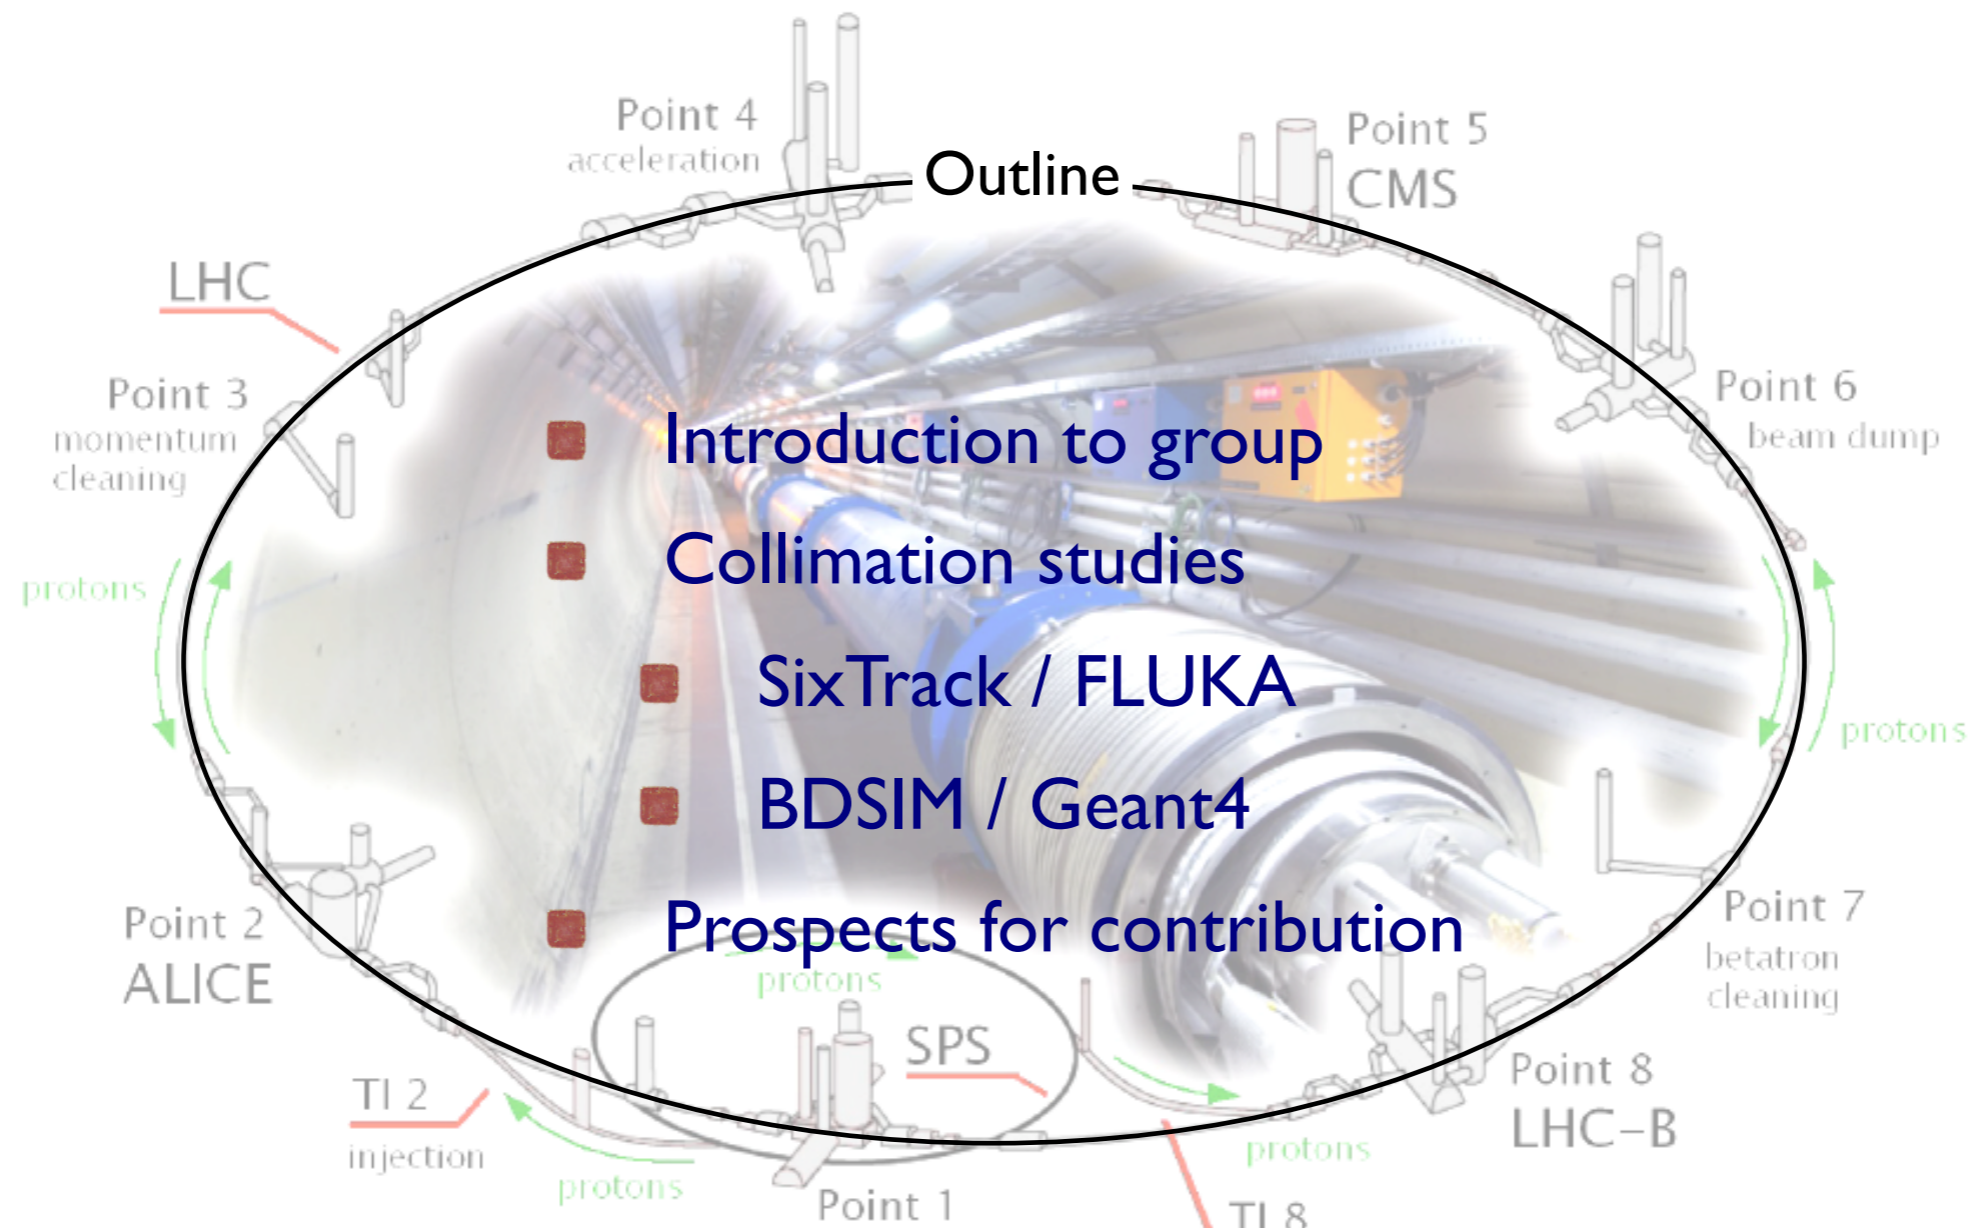 Point 4
acceleration
Outline
Point 5
CMS
LHC
Point 3
momentum
cleaning
Point 6
beam dump
Introduction to group
Collimation studies
SixTrack / FLUKA
BDSIM / Geant4
Prospects for contribution
protons
protons
Point 2
ALICE
Point 7
betatron
cleaning
protons
SPS
TI 2
injection
protons
Point 1
protons
Point 8
LHC-B
TI 8